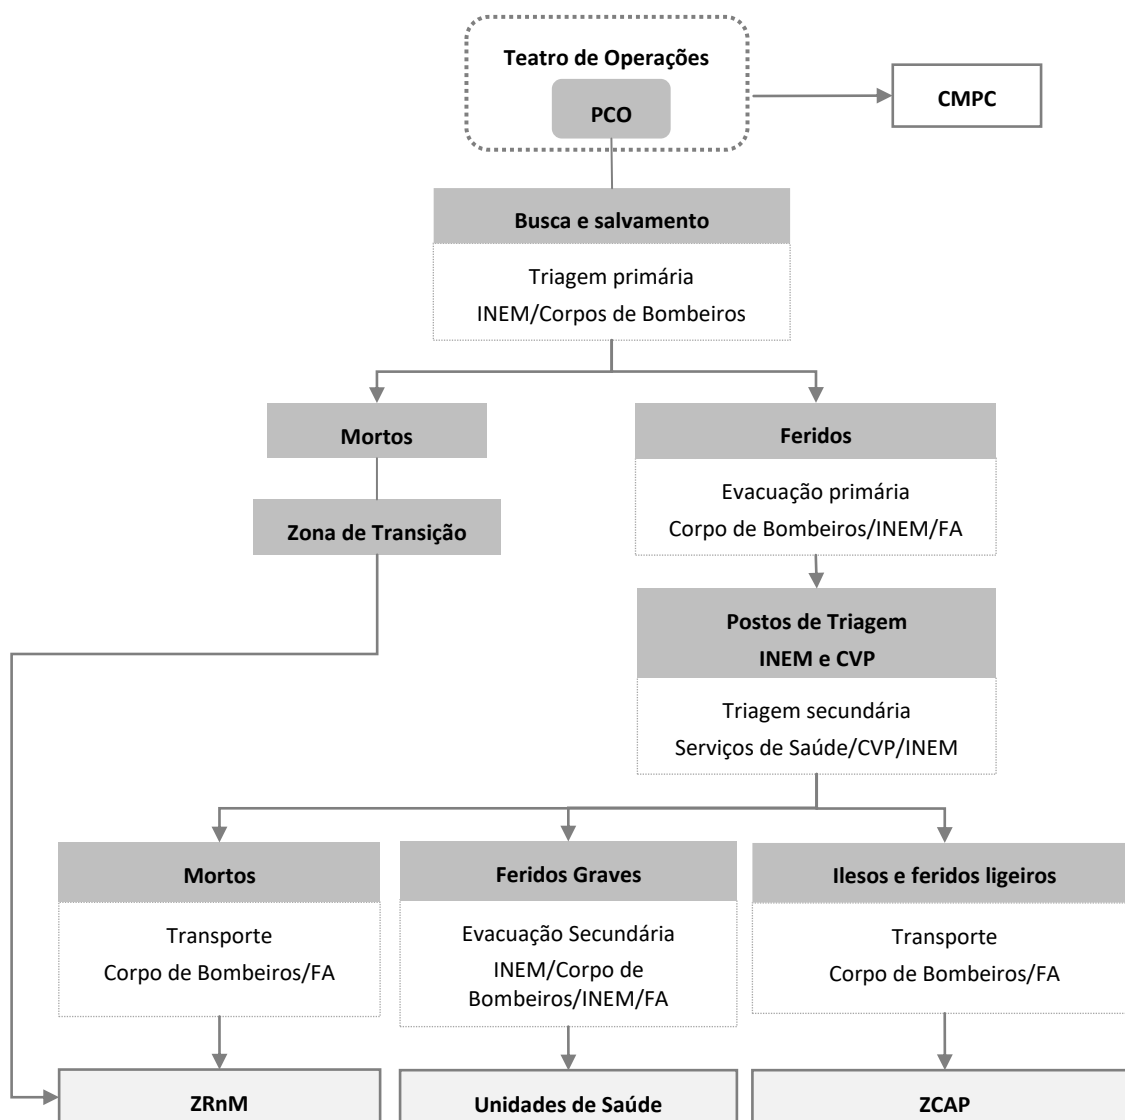 Teatro de Operações
PCO
CMPC
Busca e salvamento
Triagem primária
INEM/Corpos de Bombeiros
Mortos
Feridos
Evacuação primária
Corpo de Bombeiros/INEM/FA
Zona de Transição
Postos de Triagem
INEM e CVP
Triagem secundária
Serviços de Saúde/CVP/INEM
Mortos
Transporte
Corpo de Bombeiros/FA
Feridos Graves
Evacuação Secundária
INEM/Corpo de
Bombeiros/INEM/FA
Ilesos e feridos ligeiros
Transporte
Corpo de Bombeiros/FA
ZRnM
Unidades de Saúde
ZCAP